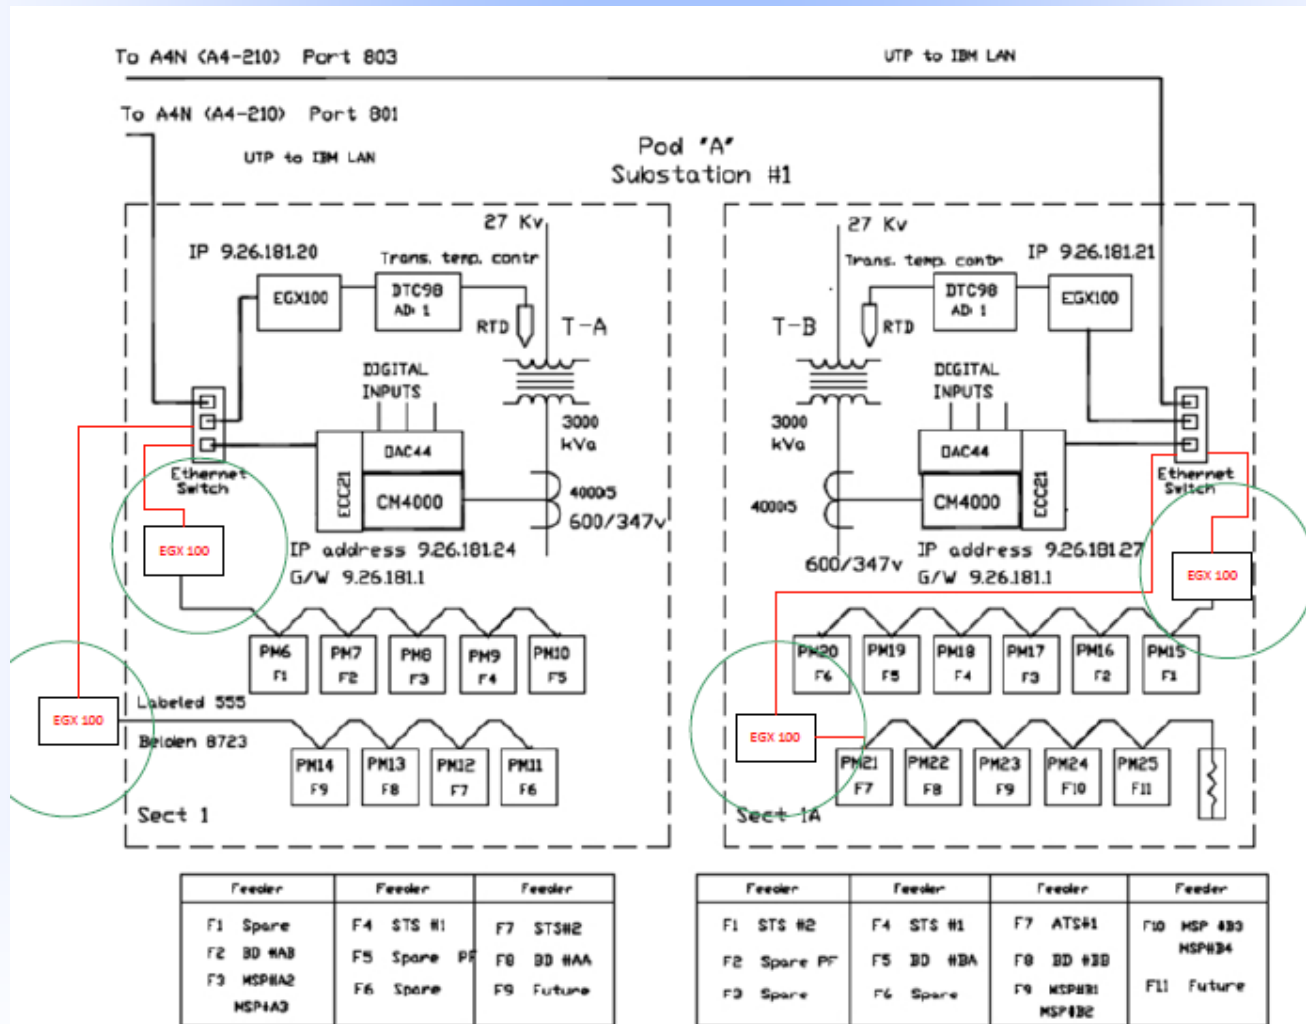 To A4N (A4-210)  Port 803
UTP to IBM LAN
To A4N (A4-210)  Port 801
UTP to IBM LAN
Pod "A"
Substation #1
27 Kv
IP 9.26.181.20
Trans. temp. contr
EGX100
DTC98
AD: 1
RTD
T-A
DIGITAL
INPUTS
3000
kVa
DAC44
ECC21
CM4000
4000:5
600/347v
Ethernet
Switch
EGX 100
IP address 9.26.181.24
G/W 9.26.181.1
PM6
F1
PM7
F2
PM8
F3
PM9
F4
PM10
F5
Labeled 555
EGX 100
Belden 8723
PM14
F9
PM13
F8
PM12
F7
PM11
F6
Sect 1
27 Kv
Trans. temp. contr
IP 9.26.181.21
DTC98
AD: 1
EGX100
T-B
RTD
DIGITAL
INPUTS
3000
kVa
DAC44
ECC21
CM4000
4000:5
600/347v
Ethernet
Switch
IP address 9.26.181.27
G/W 9.26.181.1
EGX 100
PM20
F6
PM19
F5
PM18
F4
PM17
F3
PM16
F2
PM15
F1
EGX 100
PM21
F7
PM22
F8
PM23
F9
PM24
F10
PM25
F11
Sect 1A
Feeder  Feeder  Feeder
F1 Spare  F4 STS #1  F7 STS#2
F2 BD #AB  F5 Spare PF  F8 BD #AA
F3 MSP#A2  F6 Spare  F9 Future
MSP#A3
Feeder  Feeder  Feeder  Feeder
F1 STS #2  F4 STS #1  F7 ATS#1  F10 MSP #B3
MSP#B4
F2 Spare PF  F5 BD #BA  F8 BD #BB
F3 Spare  F6 Spare  F9 MSP#B1  F11 Future
MSP#B2